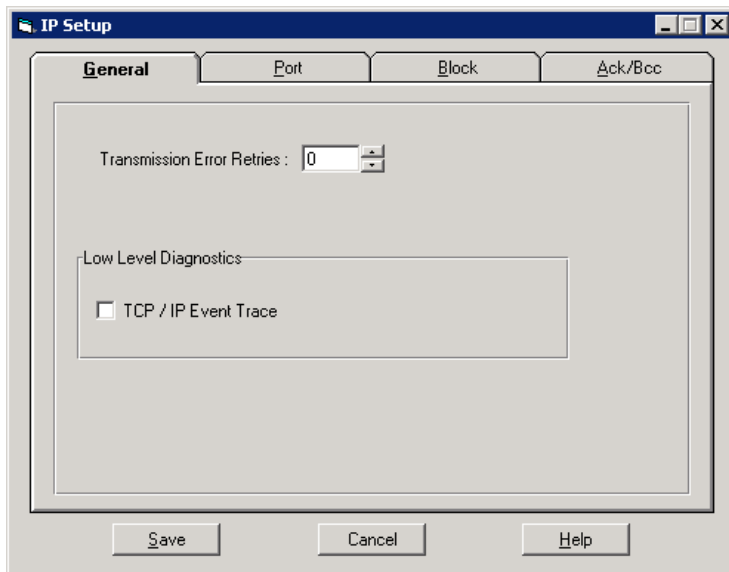 IP Setup
General Port Block Ack/Bcc
Transmission Error Retries : 0
Low Level Diagnostics
TCP / IP Event Trace
Save Cancel Help